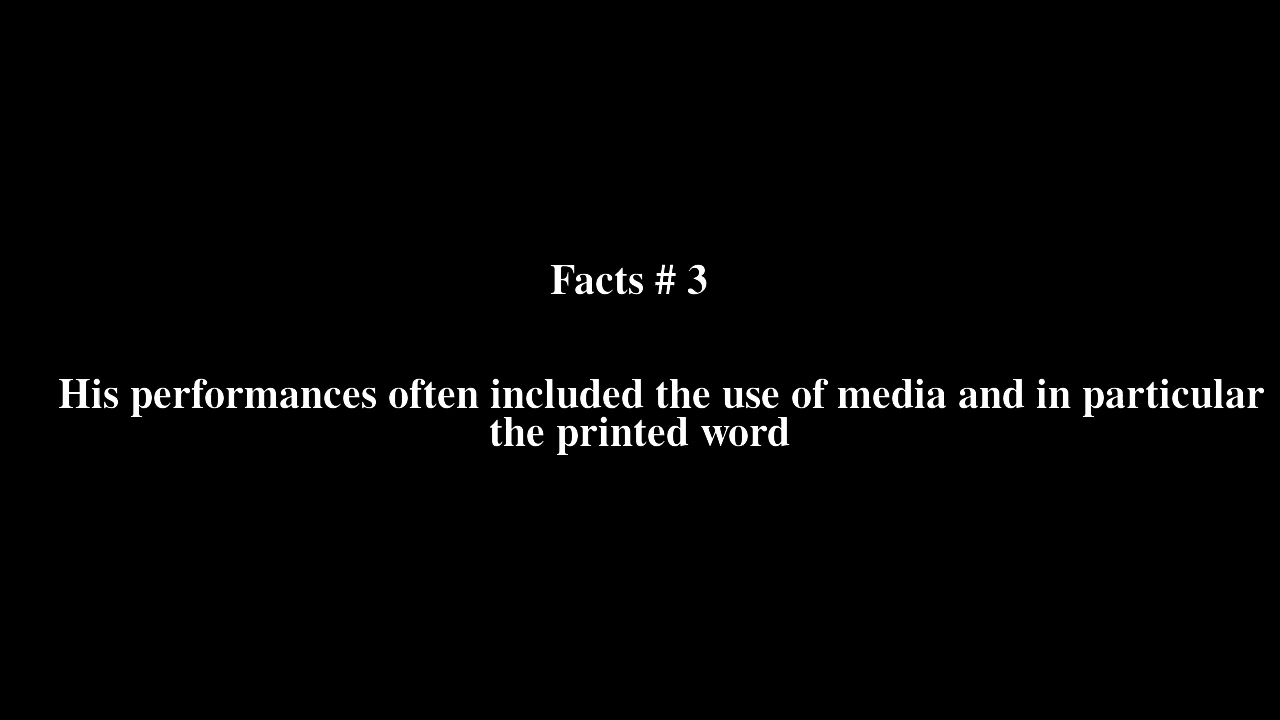 Facts # 3
His performances often included the use of media and in particular
the printed word